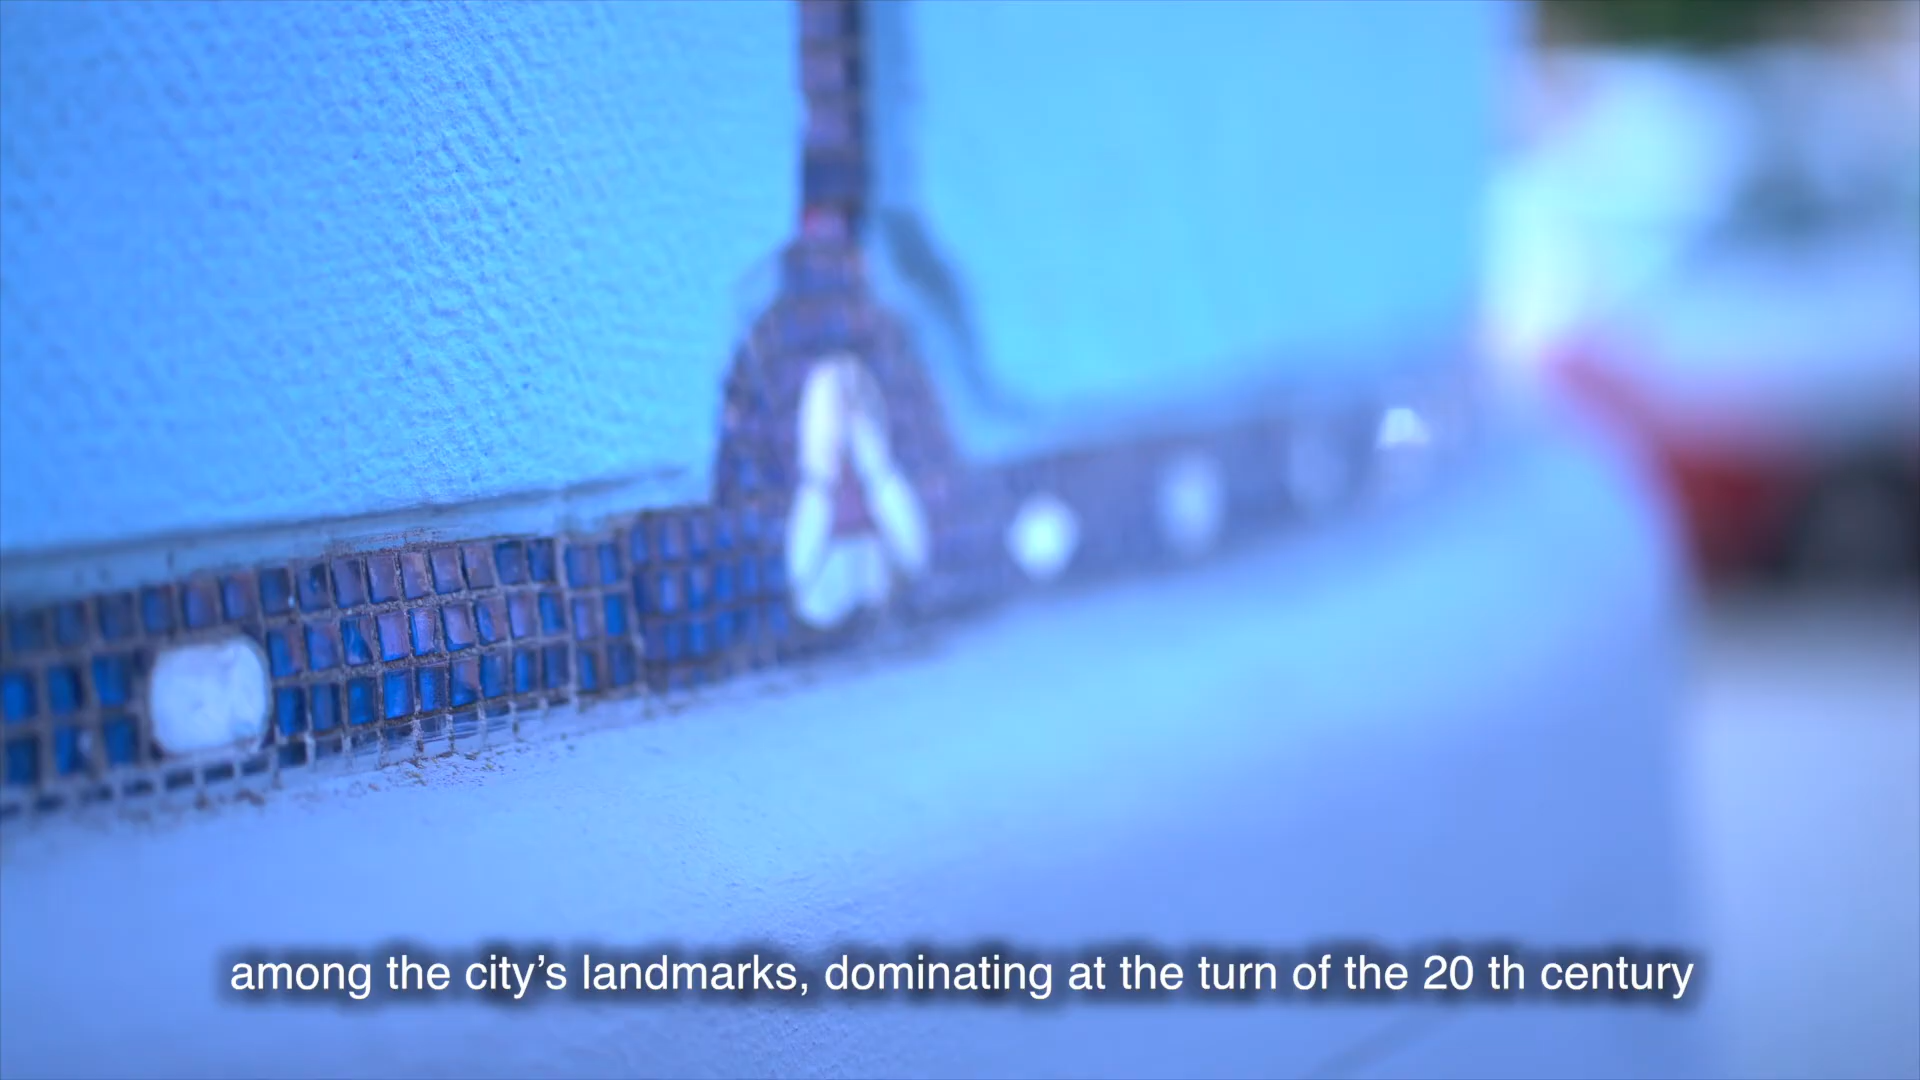 among the city’s landmarks, dominating at the turn of the 20 th century